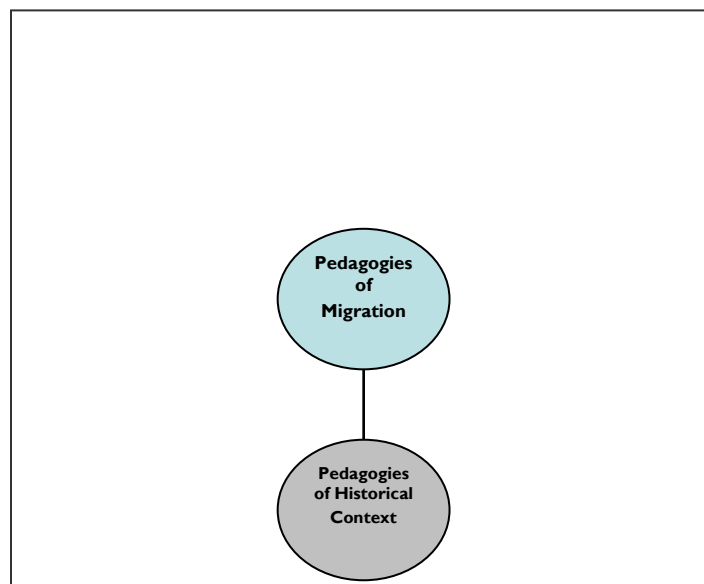 Pedagogies
of
Migration
Pedagogies
of Historical
Context